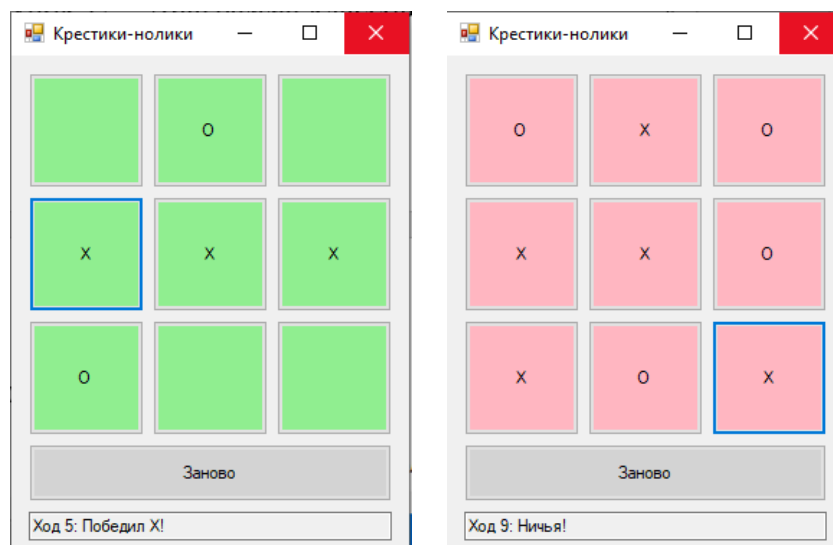 Крестики-нолики
O
X X X
O
Заново
Ход 5: Победил X!
Крестики-нолики
O X O
X X O
X O X
Заново
Ход 9: Ничья!